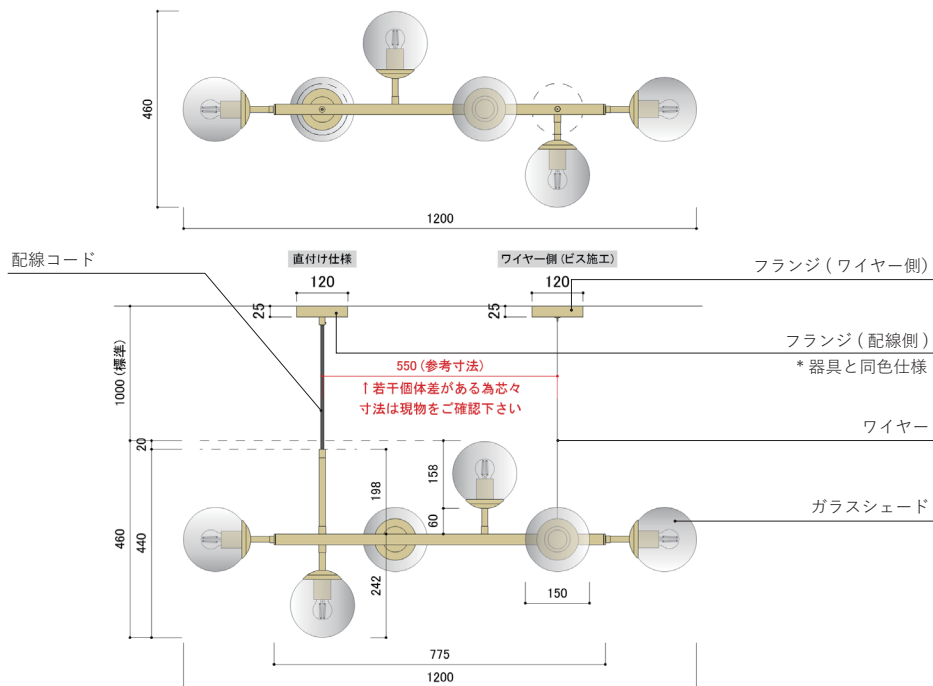 460
1200
配線コード
直付け仕様
ワイヤー側 (ビス施工)
フランジ ( ワイヤー側)
120
120
25
25
フランジ ( 配線側 )
* 器具と同色仕様
1000 (標準)
550 (参考寸法)
↑若干個体差がある為芯々
寸法は現物をご確認下さい
ワイヤー
20
158
198
60
ガラスシェード
460
440
242
150
775
1200